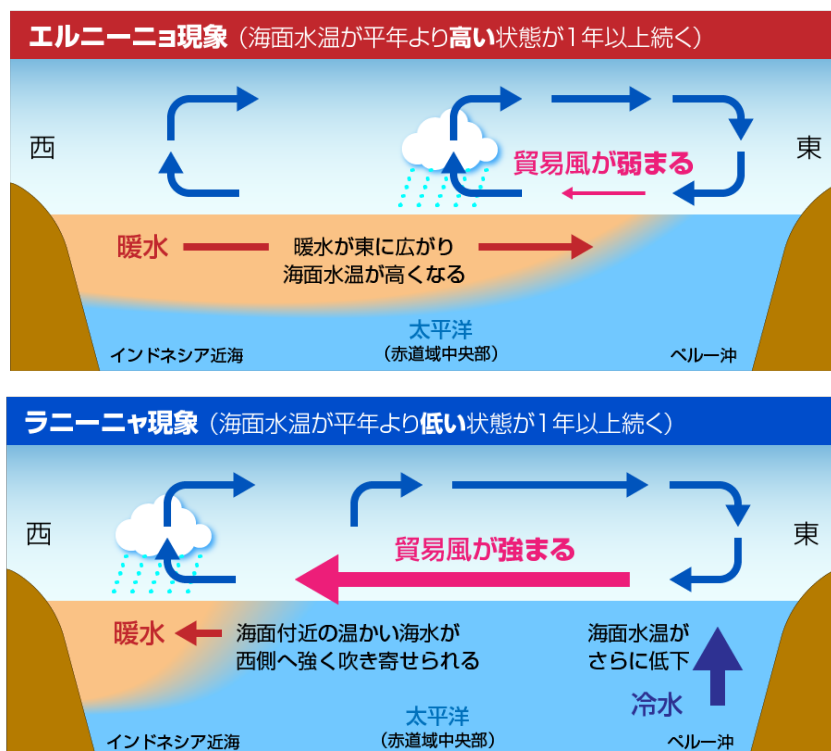 エルニーニョ現象（海面水温が平年より高い状態が1年以上続く）
西
東
貿易風が弱まる
暖水
暖水が東に広がり
海面水温が高くなる
太平洋
（赤道域中央部）
インドネシア近海
ペルー沖
ラニーニャ現象（海面水温が平年より低い状態が1年以上続く）
西
東
貿易風が強まる
暖水
海面付近の温かい海水が
西側へ強く吹き寄せられる
海面水温が
さらに低下
冷水
太平洋
（赤道域中央部）
インドネシア近海
ペルー沖